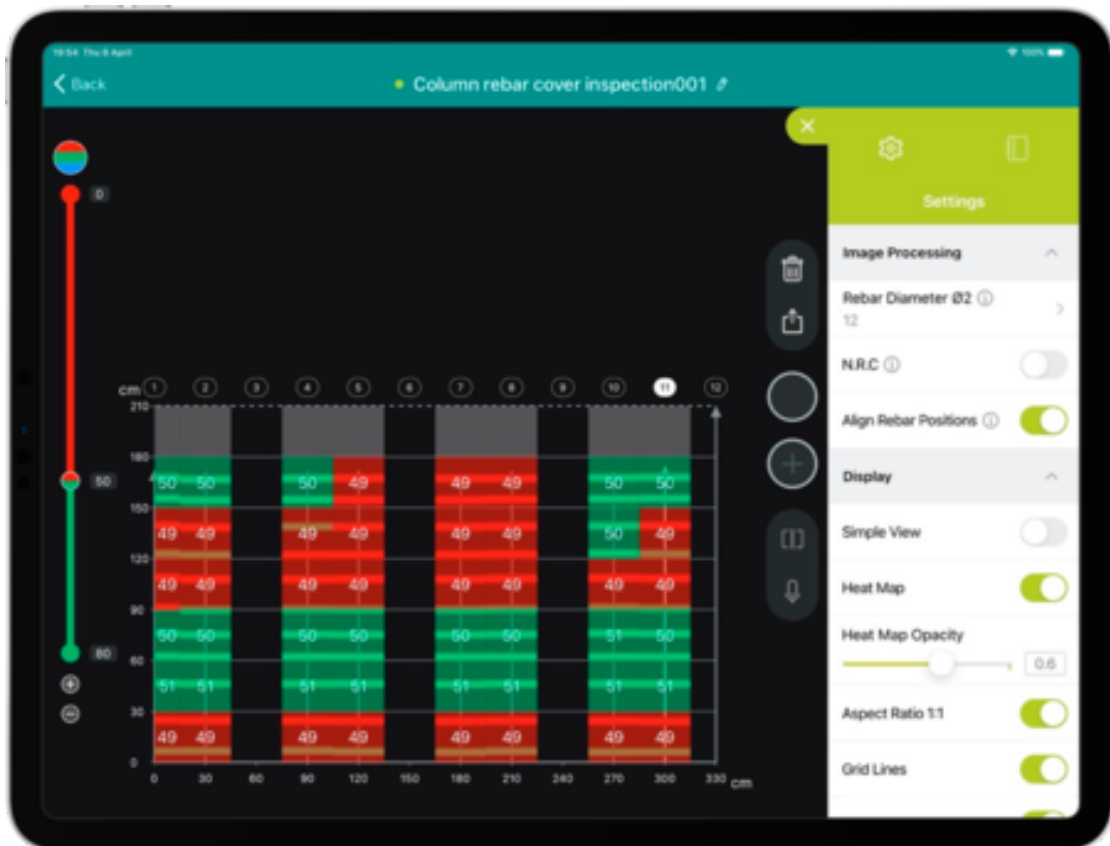 19:54 Thu 8 April
100%
Back
Column rebar cover inspection001
Settings
Image Processing
Rebar Diameter Ø2
12
N.R.C
Align Rebar Positions
Display
Simple View
Heat Map
Heat Map Opacity
0.6
Aspect Ratio 1:1
Grid Lines
0
50
80
cm 1 2 3 4 5 6 7 8 9 10 11 12
210
180
50 50 50 49 49 49 50 50
150
49 49 49 49 49 49 50 49
120
49 49 49 49 49 49 49 49
90
50 50 50 50 50 50 51 50
60
51 51 51 51 51 51 51 51
30
49 49 49 49 49 49 49 49
0
0 30 60 90 120 150 180 210 240 270 300 330 cm